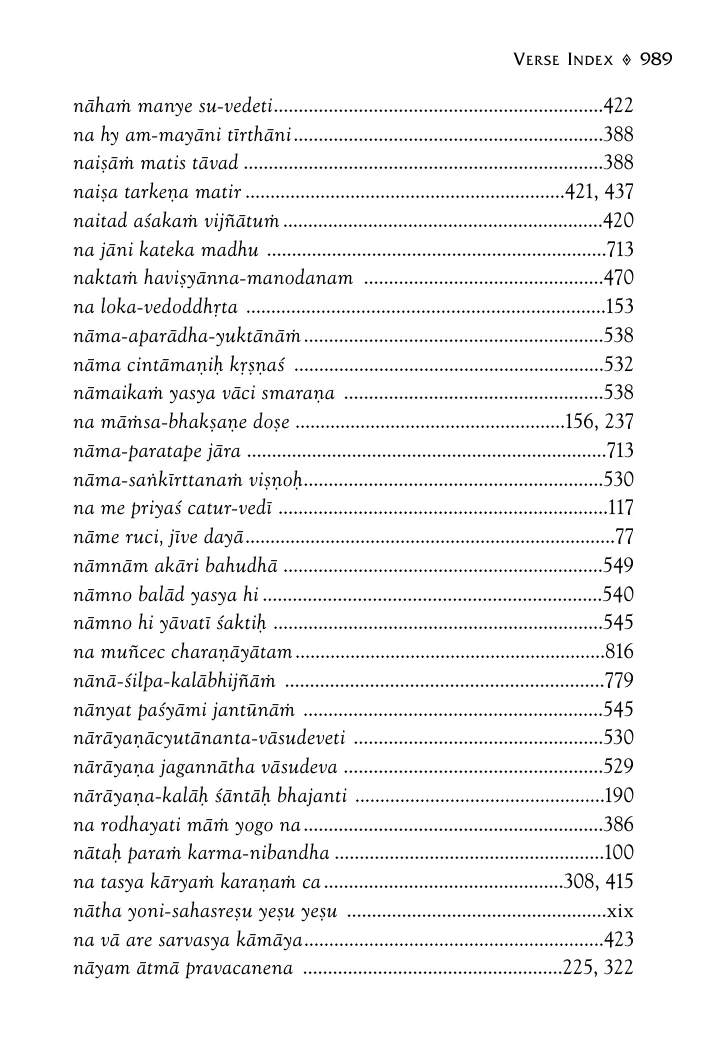 VERSE INDEX ◈ 989
nāhaṁ manye su-vedeti..........422
na hy am-mayāni tīrthāni..........388
naiṣāṁ matis tāvad ..........388
naiṣa tarkeṇa matir ..........421, 437
naitad aśakaṁ vijñātuṁ ..........420
na jāni kateka madhu ..........713
naktaṁ haviṣyānna-manodanam ..........470
na loka-vedoddhṛta ..........153
nāma-aparādha-yuktānāṁ ..........538
nāma cintāmaṇiḥ kṛṣṇaś ..........532
nāmaikaṁ yasya vāci smaraṇa ..........538
na māṁsa-bhakṣaṇe doṣe ..........156, 237
nāma-paratape jāra ..........713
nāma-saṅkīrttanaṁ viṣṇoḥ..........530
na me priyaś catur-vedī ..........117
nāme ruci, jīve dayā..........77
nāmnām akāri bahudhā ..........549
nāmno balād yasya hi ..........540
nāmno hi yāvatī śaktiḥ ..........545
na muñcec charaṇāyātam..........816
nānā-śilpa-kalābhijñāṁ ..........779
nānyat paśyāmi jantūnāṁ ..........545
nārāyaṇācyutānanta-vāsudeveti ..........530
nārāyaṇa jagannātha vāsudeva ..........529
nārāyaṇa-kalāḥ śāntāḥ bhajanti ..........190
na rodhayati māṁ yogo na ..........386
nātaḥ paraṁ karma-nibandha ..........100
na tasya kāryaṁ karaṇaṁ ca ..........308, 415
nātha yoni-sahasreṣu yeṣu yeṣu ..........xix
na vā are sarvasya kāmāya..........423
nāyam ātmā pravacanena ..........225, 322